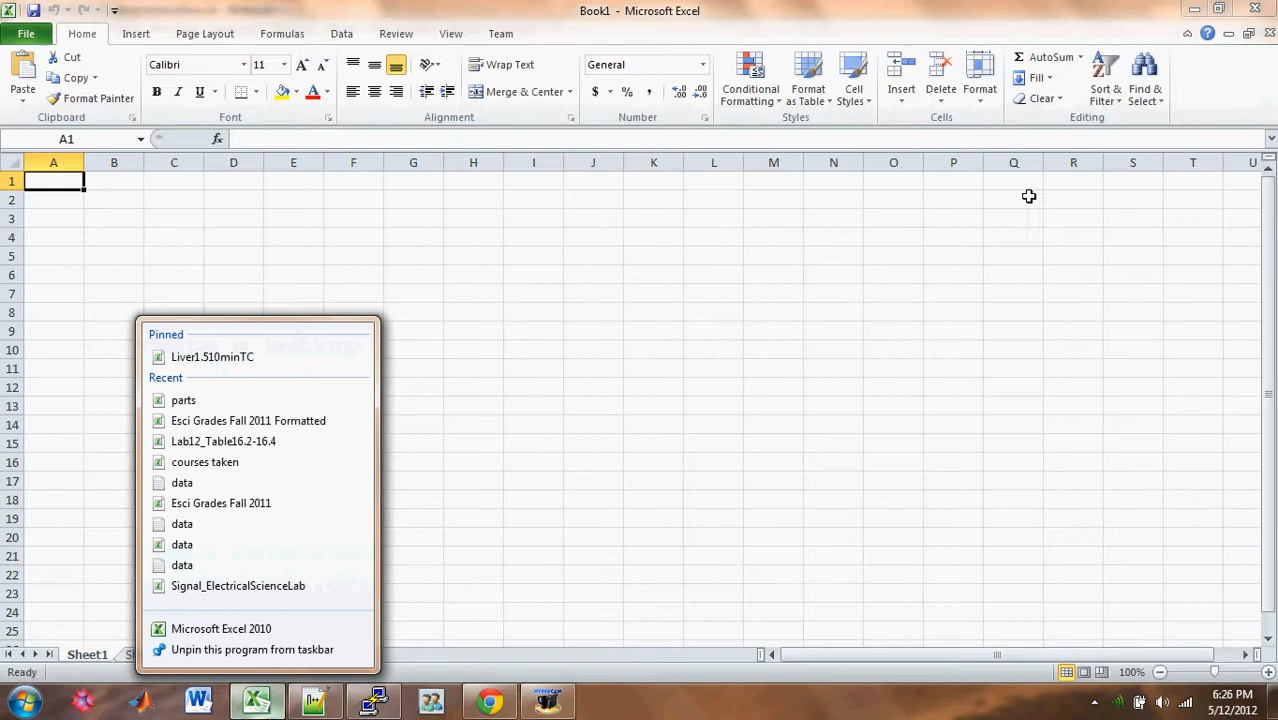 Book1 - Microsoft Excel
File Home Insert Page Layout Formulas Data Review View Team
Paste
Cut
Copy
Format Painter
Clipboard
Calibri 11
B I U
Font
Wrap Text
Merge & Center
Alignment
General
$ % ,
Number
Conditional Formatting
Format as Table
Cell Styles
Styles
Insert Delete Format
Cells
AutoSum
Fill
Clear
Sort & Filter
Find & Select
Editing
A1
fx
A B C D E F G H I J K L M N O P Q R S T U
1
2
3
4
5
6
7
8
9
10
11
12
13
14
15
16
17
18
19
20
21
22
23
24
25
Pinned
Liver1.510minTC
Recent
parts
Esci Grades Fall 2011 Formatted
Lab12_Table16.2-16.4
courses taken
data
Esci Grades Fall 2011
data
data
data
Signal_ElectricalScienceLab
Microsoft Excel 2010
Unpin this program from taskbar
Sheet1
Ready
100%
HYPERCAM
6:26 PM
5/12/2012